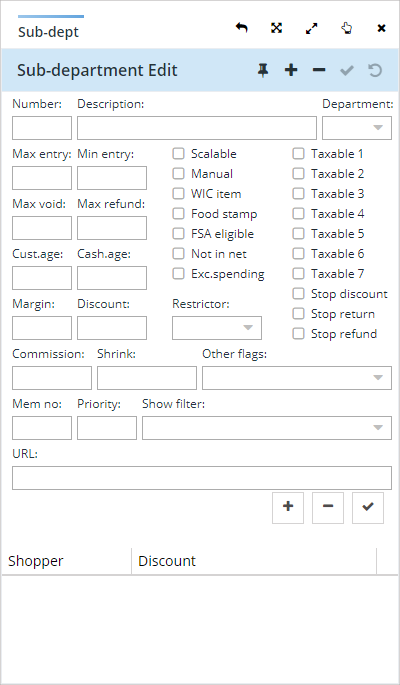 Sub-dept
Sub-department Edit
Number: Description: Department:
Max entry: Min entry:
Scalable Taxable 1
Manual Taxable 2
WIC item Taxable 3
Max void: Max refund:
Food stamp Taxable 4
FSA eligible Taxable 5
Cust.age: Cash.age:
Not in net Taxable 6
Exc.spending Taxable 7
Stop discount
Margin: Discount: Restrictor:
Stop return
Stop refund
Commission: Shrink: Other flags:
Mem no: Priority: Show filter:
URL:
Shopper Discount